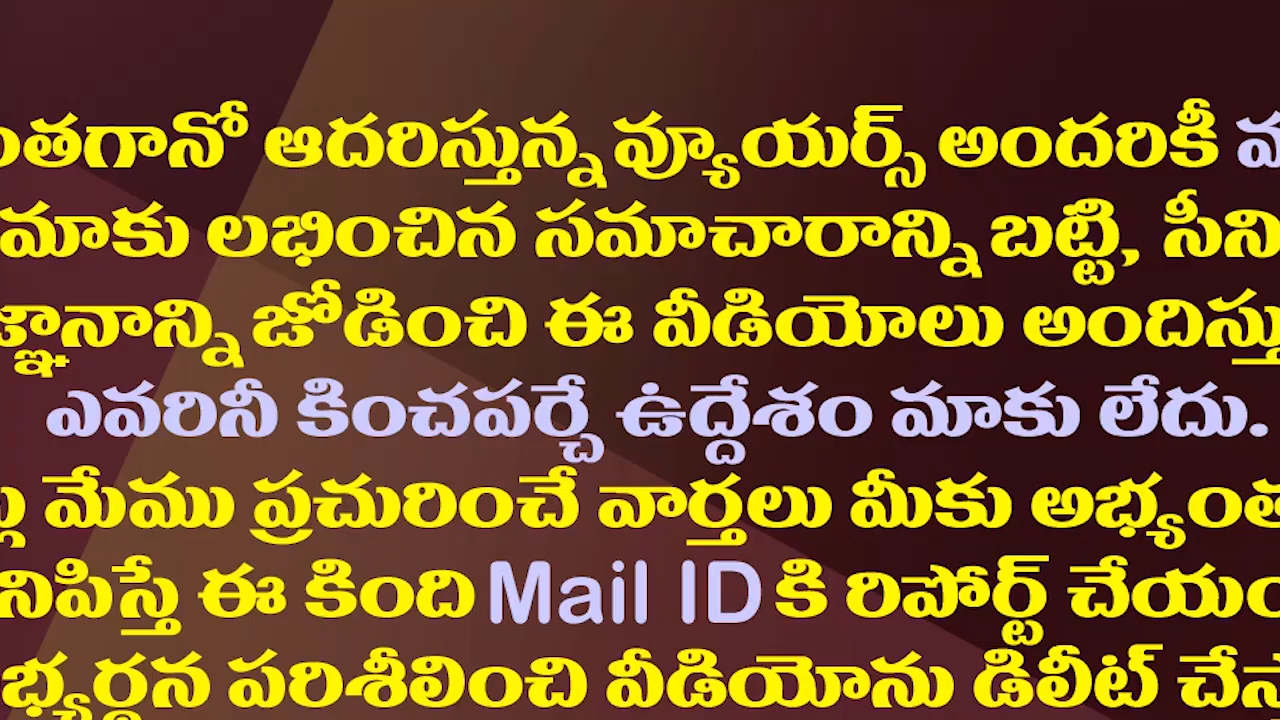 ంతగానో ఆదరిస్తున్న వ్యూయర్స్ అందరికీ
మాకు లభించిన సమాచారాన్ని బట్టి, సీని
జ్ఞానాన్ని జోడించి ఈ వీడియోలు అందిస్తు
ఎవరినీ కించపర్చే ఉద్దేశం మాకు లేదు.
మేము ప్రచురించే వార్తలు మీకు అభ్యంత
నిపిస్తే ఈ కింది Mail ID కి రిపోర్ట్ చేయం
భ్యర్ధన పరిశీలించి వీడియోను డిలీట్ చేస